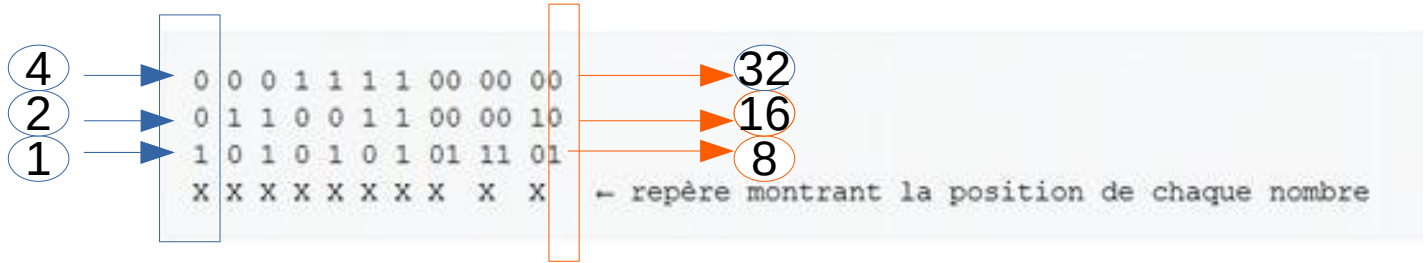 4 0 0 0 1 1 1 1 00 00 00 32
2 0 1 1 0 0 1 1 00 00 10 16
1 1 0 1 0 1 0 1 01 11 01 8
X X X X X X X X X X ← repère montrant la position de chaque nombre